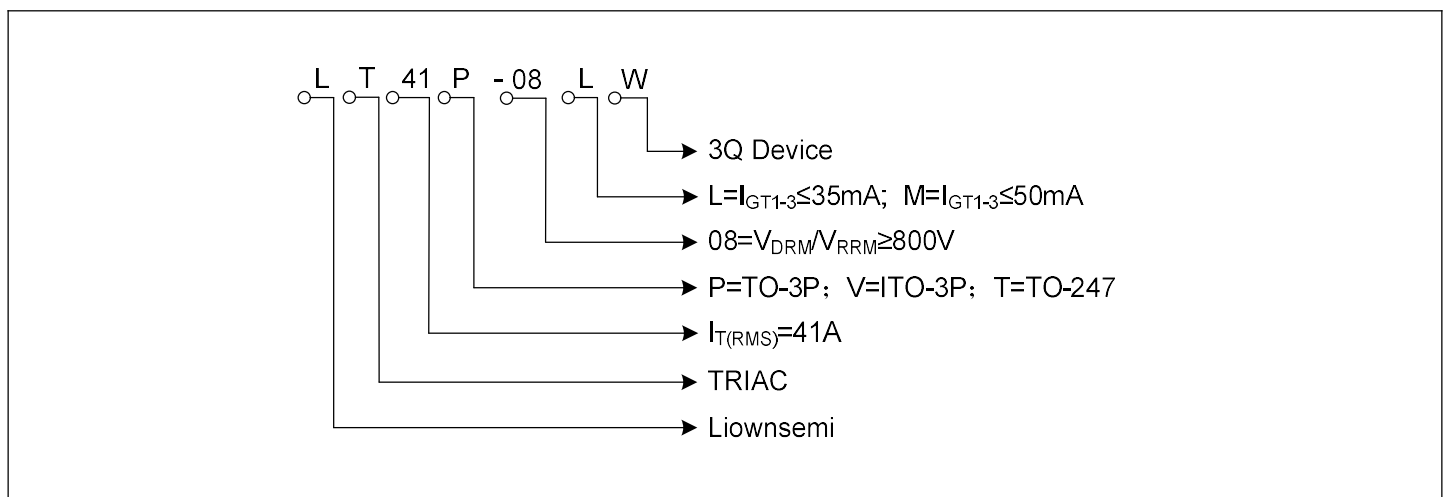 L T 41 P - 08 L W
3Q Device
L=IGT1-3≤35mA; M=IGT1-3≤50mA
08=VDRM/VRRM≥800V
P=TO-3P; V=ITO-3P; T=TO-247
IT(RMS)=41A
TRIAC
Liownsemi